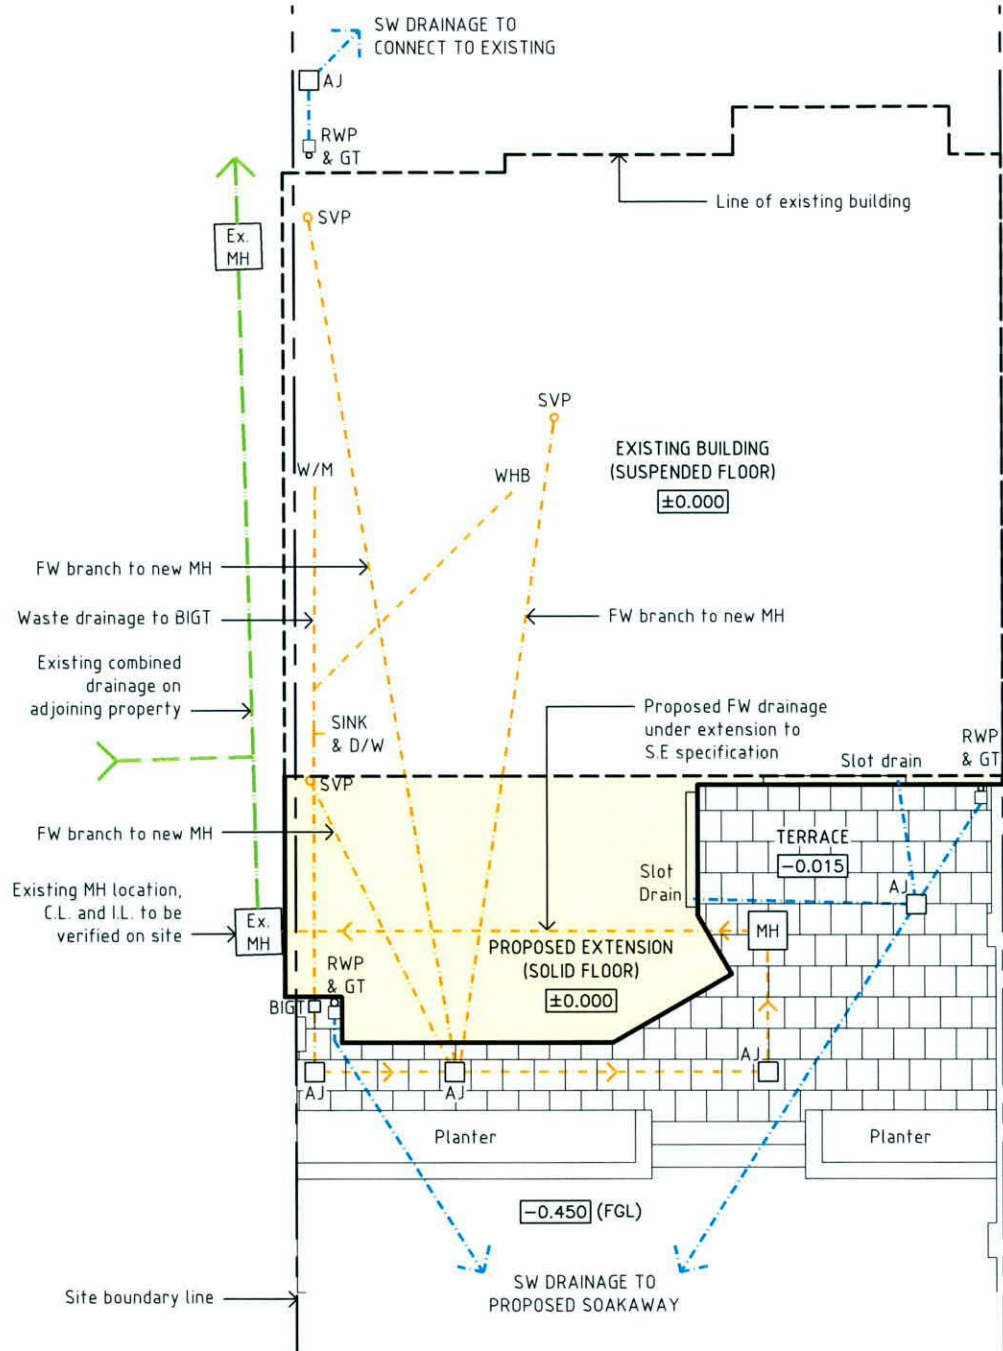 SW DRAINAGE TO
CONNECT TO EXISTING
AJ
RWP
& GT
Line of existing building
SVP
Ex.
MH
SVP
EXISTING BUILDING
(SUSPENDED FLOOR)
±0.000
W/M
WHB
FW branch to new MH
Waste drainage to BIGT
FW branch to new MH
Existing combined
drainage on
adjoining property
SINK
& D/W
Proposed FW drainage
under extension to
S.E specification
RWP
& GT
Slot drain
SVP
FW branch to new MH
TERRACE
-0.015
Slot
Drain
AJ
Existing MH location,
C.L. and I.L. to be
verified on site
Ex.
MH
MH
PROPOSED EXTENSION
(SOLID FLOOR)
±0.000
RWP
& GT
BIGT
AJ
AJ
AJ
Planter
Planter
-0.450 (FGL)
SW DRAINAGE TO
PROPOSED SOAKAWAY
Site boundary line